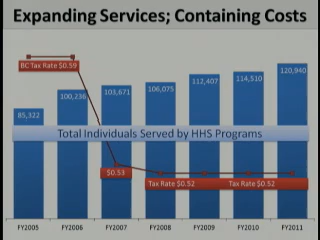 Expanding Services; Containing Costs
BC Tax Rate $0.59
85,322
100,236
103,671
106,075
112,407
114,510
120,940
Total Individuals Served by HHS Programs
$0.53
Tax Rate $0.52
Tax Rate $0.52
FY2005
FY2006
FY2007
FY2008
FY2009
FY2010
FY2011